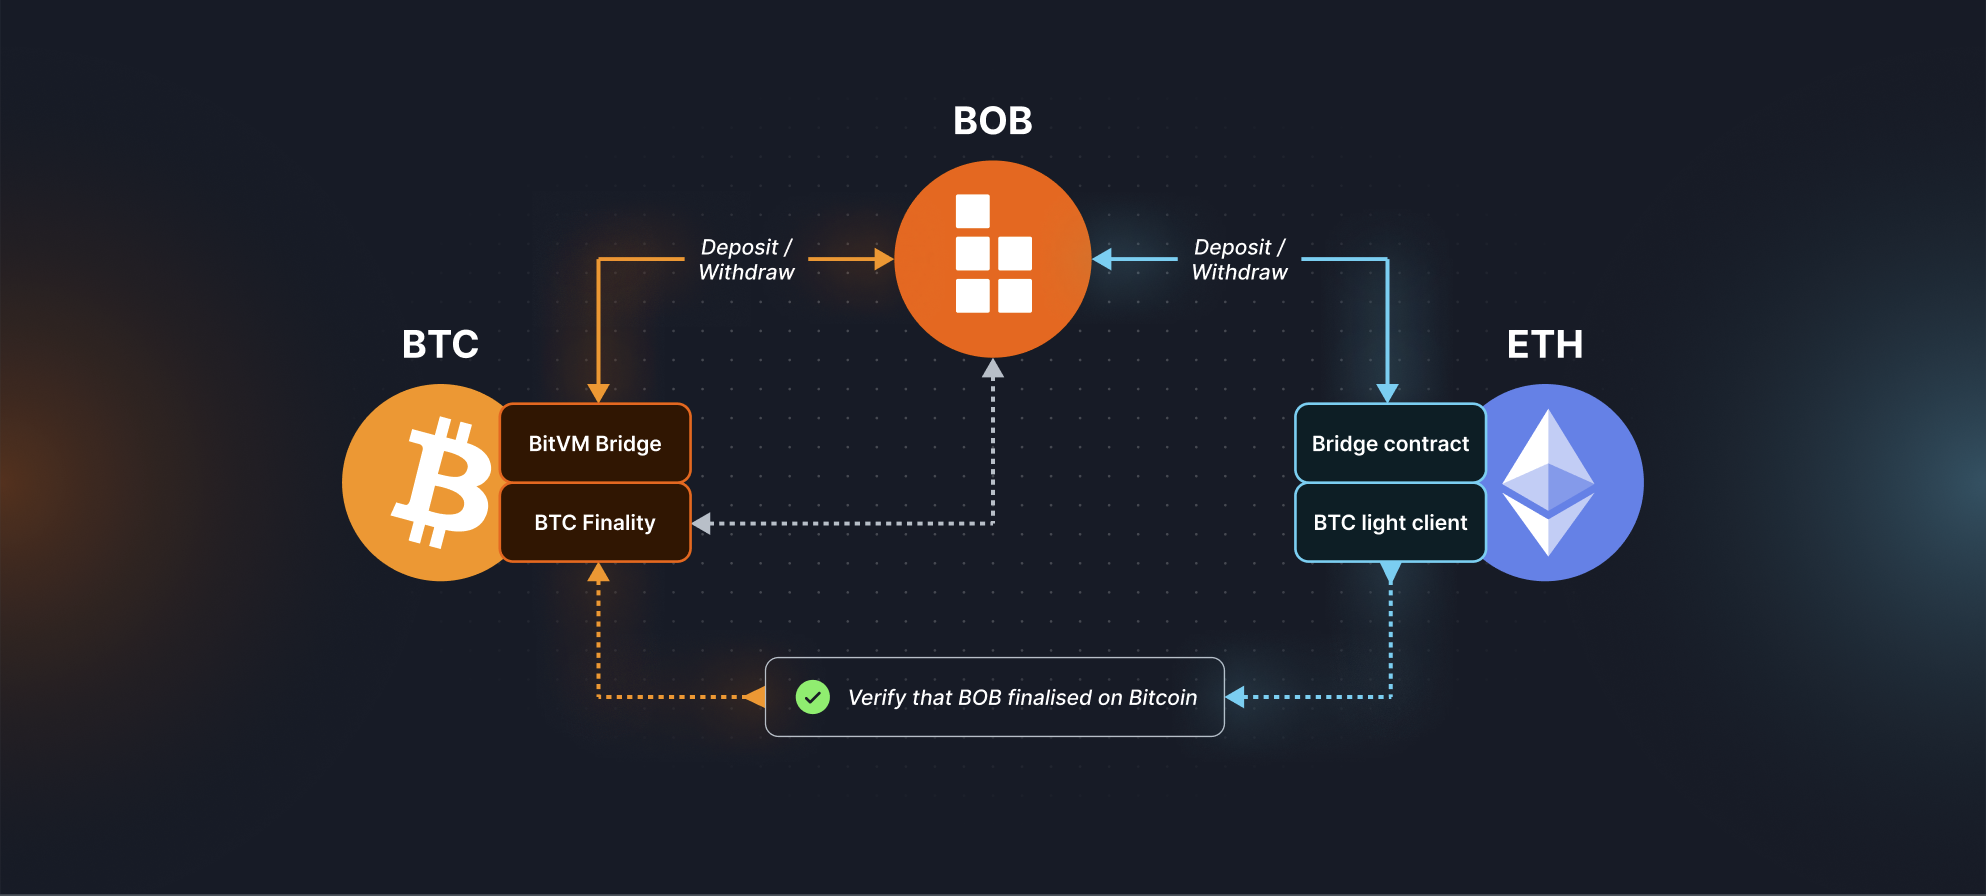 BOB
Deposit /
Withdraw
Deposit /
Withdraw
BTC
ETH
BitVM Bridge
Bridge contract
BTC Finality
BTC light client
Verify that BOB finalised on Bitcoin